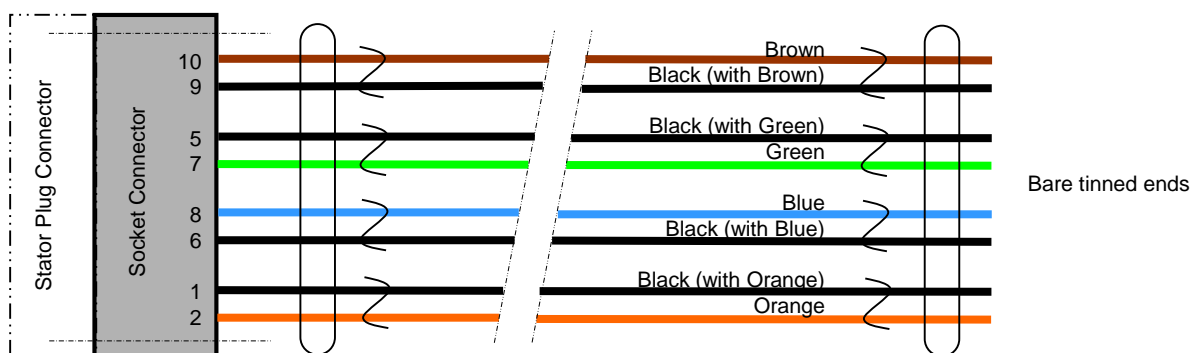 Stator Plug Connector
Socket Connector
10
Brown
9
Black (with Brown)
5
Black (with Green)
7
Green
8
Blue
6
Black (with Blue)
1
Black (with Orange)
2
Orange
Bare tinned ends